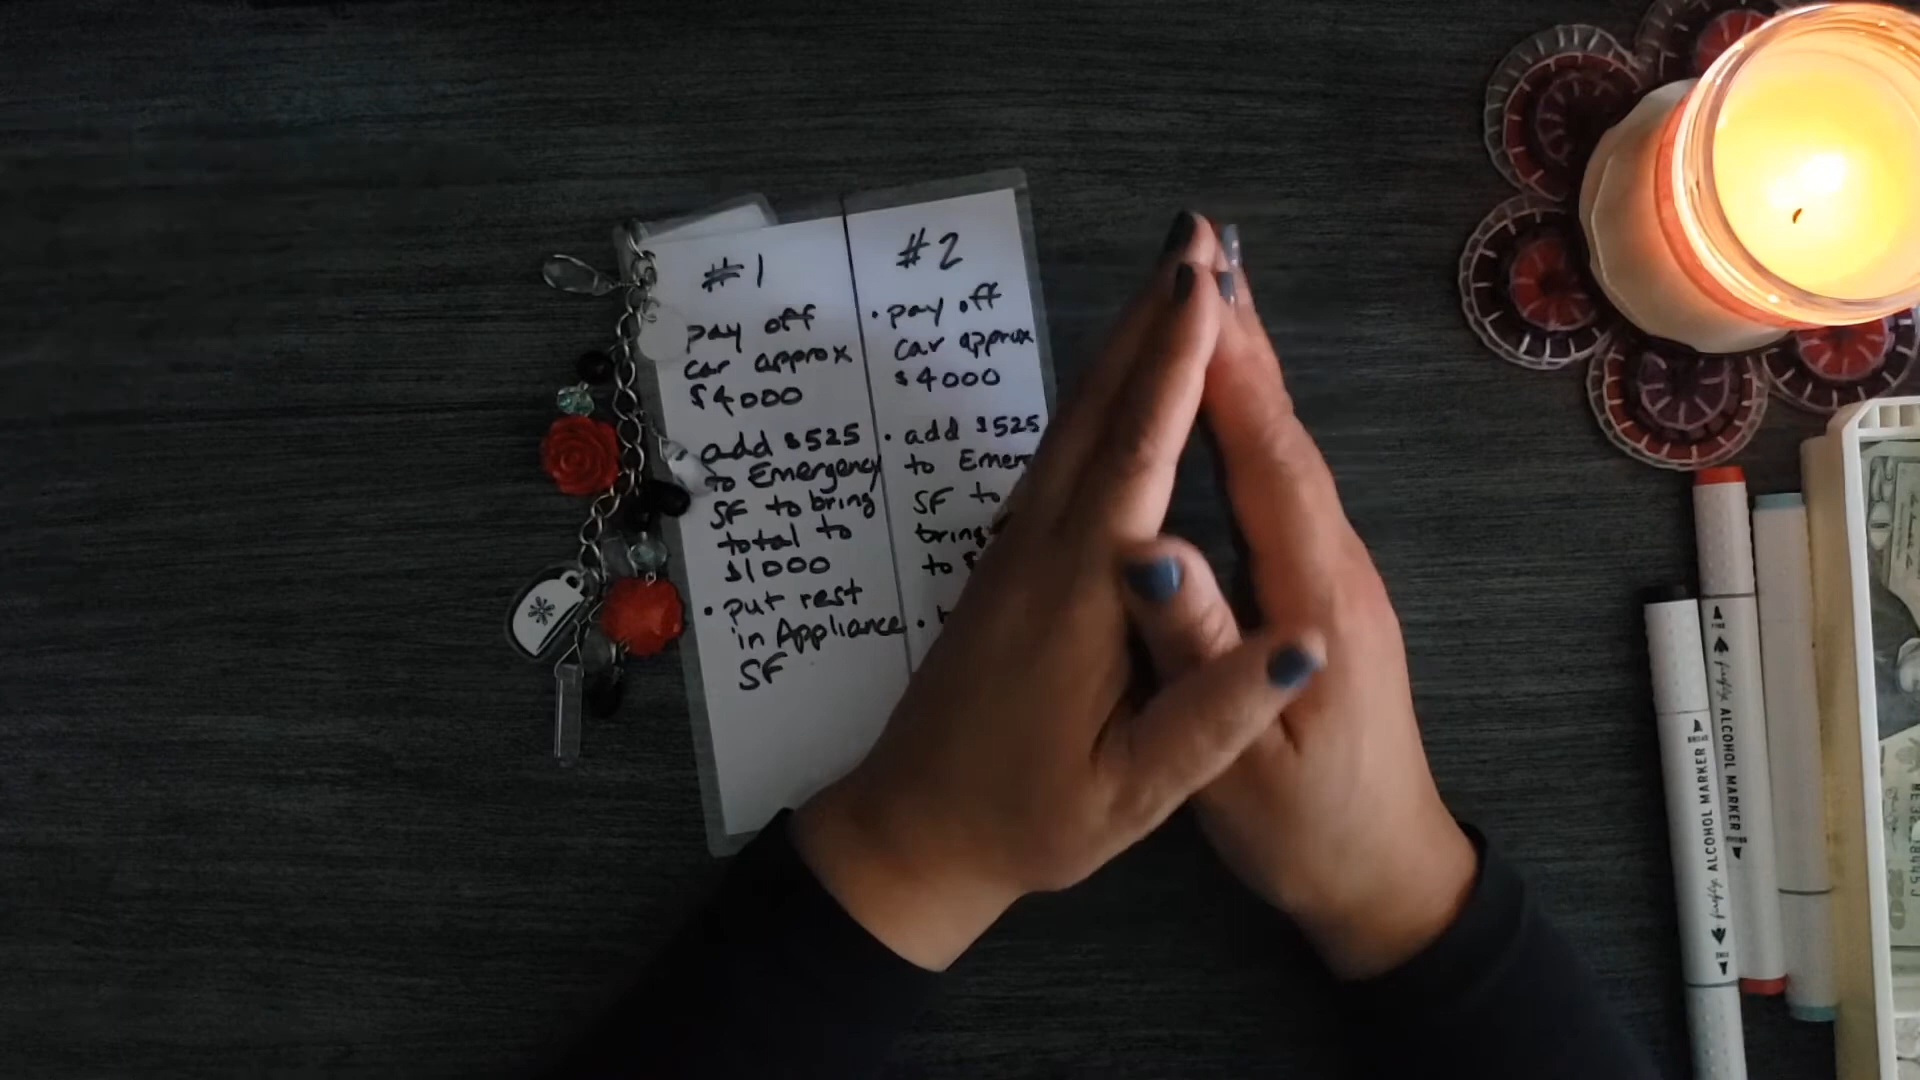 #1
pay off
car approx
$4000
add $525
to Emergency
SF to bring
total to
$1000
• put rest
in Appliance
SF
#2
• pay off
car approx
$4000
• add $525
to
SF to
bring
to
ALCOHOL MARKER
ALCOHOL MARKER